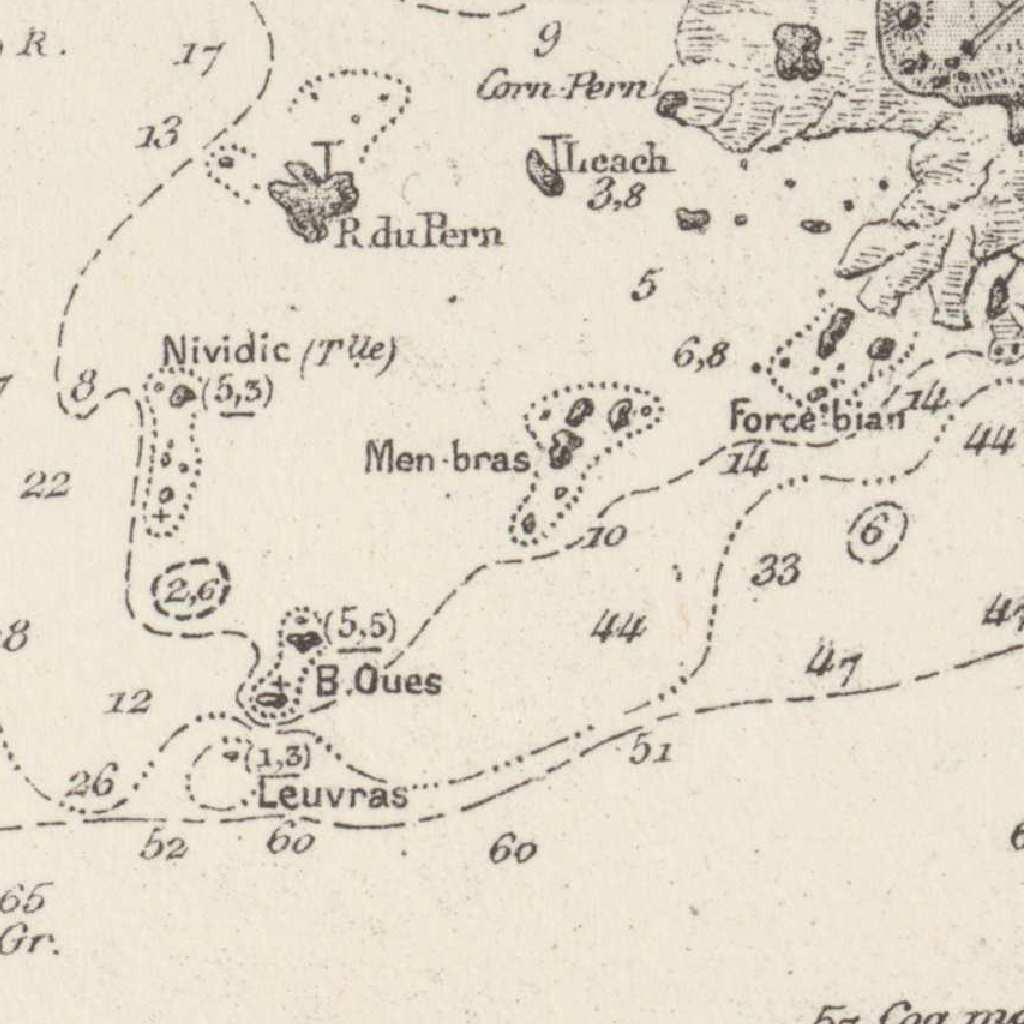 R.
17
9
Corn-Pern
13
Leach
3,8
R. du Pern
5
Nividic (Tlle)
6,8
(5,3)
8
Force-bian
14
44
Men-bras
14
22
10
6
33
2,6
(5,5)
44
8
47
B. Oues
12
51
(1,3)
26
Leuvras
52
60
60
65
Gr.